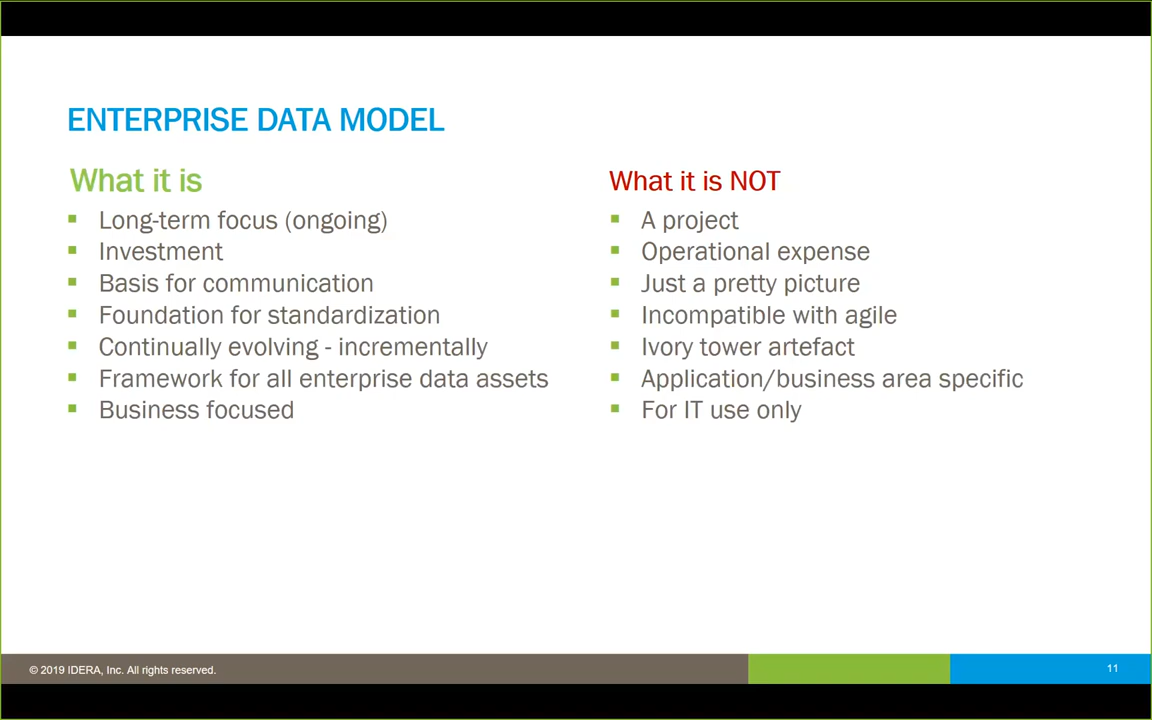 ENTERPRISE DATA MODEL
What it is
Long-term focus (ongoing)
Investment
Basis for communication
Foundation for standardization
Continually evolving - incrementally
Framework for all enterprise data assets
Business focused
What it is NOT
A project
Operational expense
Just a pretty picture
Incompatible with agile
Ivory tower artefact
Application/business area specific
For IT use only
© 2019 IDERA, Inc. All rights reserved.
11